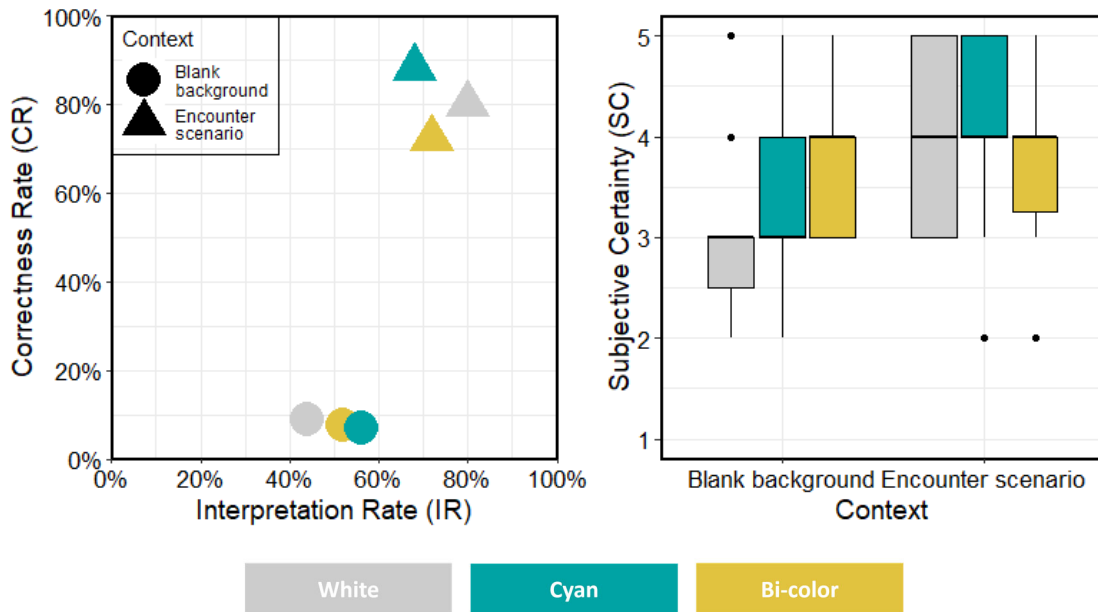 100%
80%
60%
40%
20%
0%
Correctness Rate (CR)
Context
Blank
background
Encounter
scenario
0%
20%
40%
60%
80%
100%
Interpretation Rate (IR)
5
4
3
2
1
Subjective Certainty (SC)
Blank background
Encounter scenario
Context
White
Cyan
Bi-color